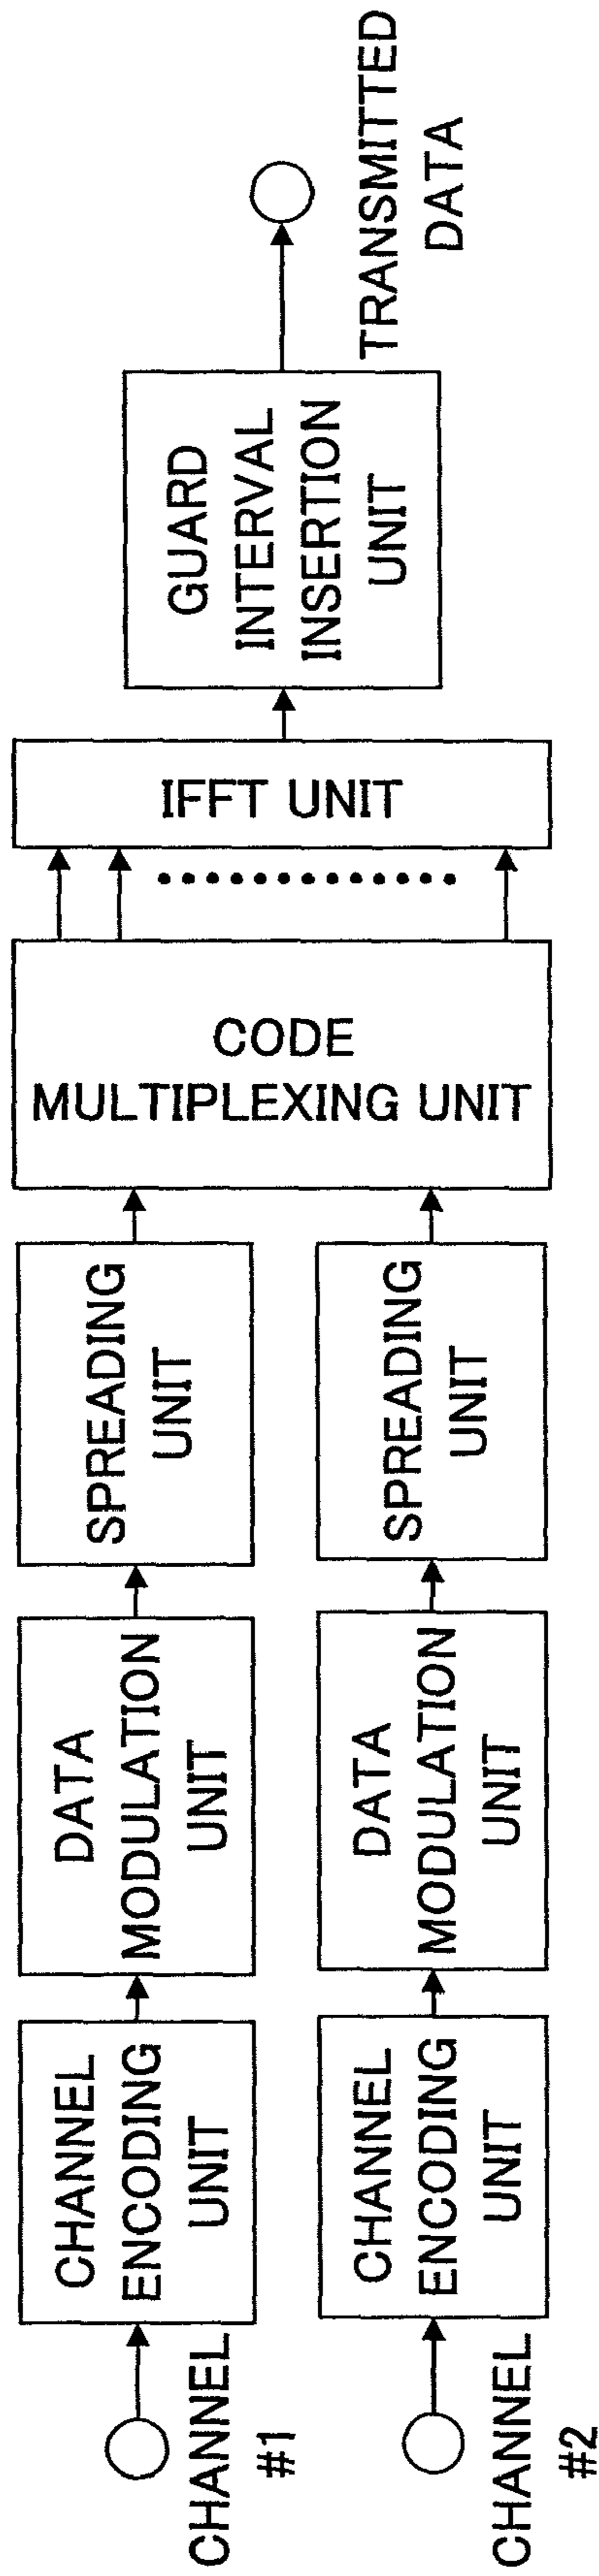 CHANNEL
#1
CHANNEL
ENCODING
UNIT
DATA
MODULATION
UNIT
SPREADING
UNIT
CHANNEL
#2
CHANNEL
ENCODING
UNIT
DATA
MODULATION
UNIT
SPREADING
UNIT
CODE
MULTIPLEXING UNIT
IFFT UNIT
GUARD
INTERVAL
INSERTION
UNIT
TRANSMITTED
DATA